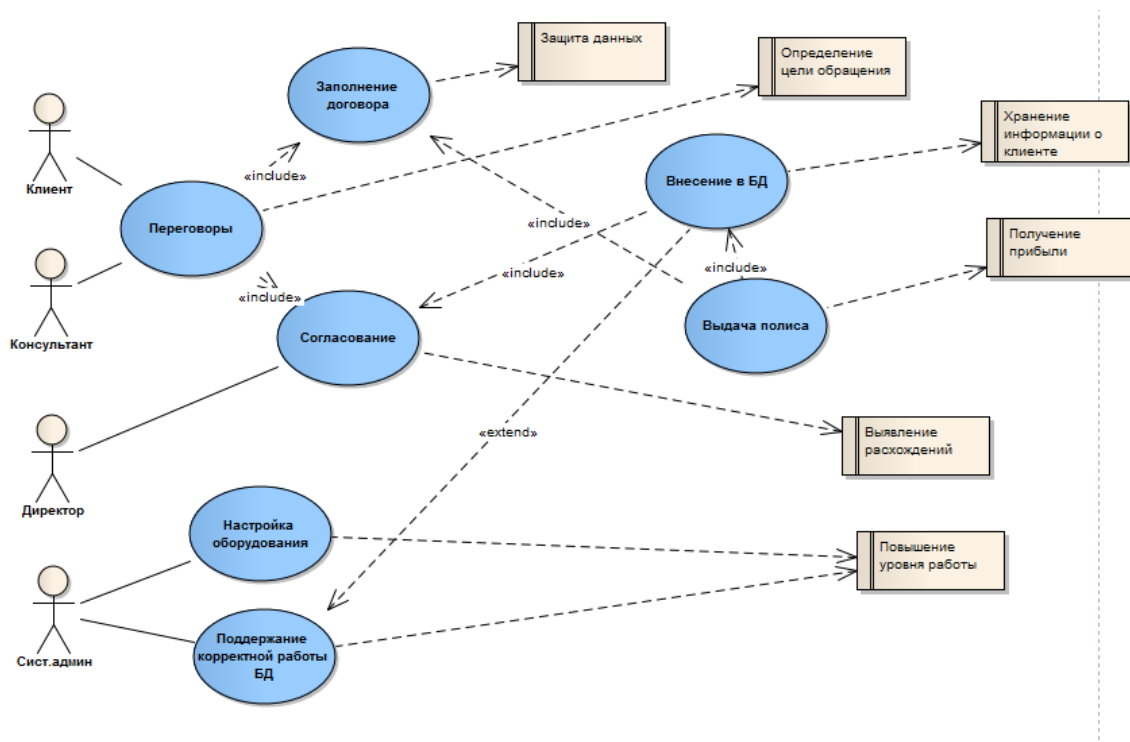 Защита данных
Определение
цели обращения
Заполнение
договора
Хранение
информации о
клиенте
Клиент
«include»
Внесение в БД
Переговоры
«include»
Получение
прибыли
«include»
«include»
«include»
Консультант
Согласование
Выдача полиса
«extend»
Выявление
расхождений
Директор
Настройка
оборудования
Повышение
уровня работы
Сист.админ
Поддержание
корректной работы
БД